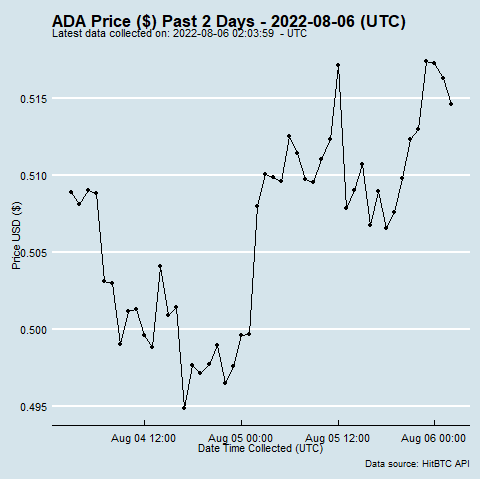 ADA Price ($) Past 2 Days - 2022-08-06 (UTC)
Latest data collected on: 2022-08-06 02:03:59 - UTC
0.515
0.510
0.505
0.500
0.495
Price USD ($)
Aug 04 12:00
Aug 05 00:00
Aug 05 12:00
Aug 06 00:00
Date Time Collected (UTC)
Data source: HitBTC API